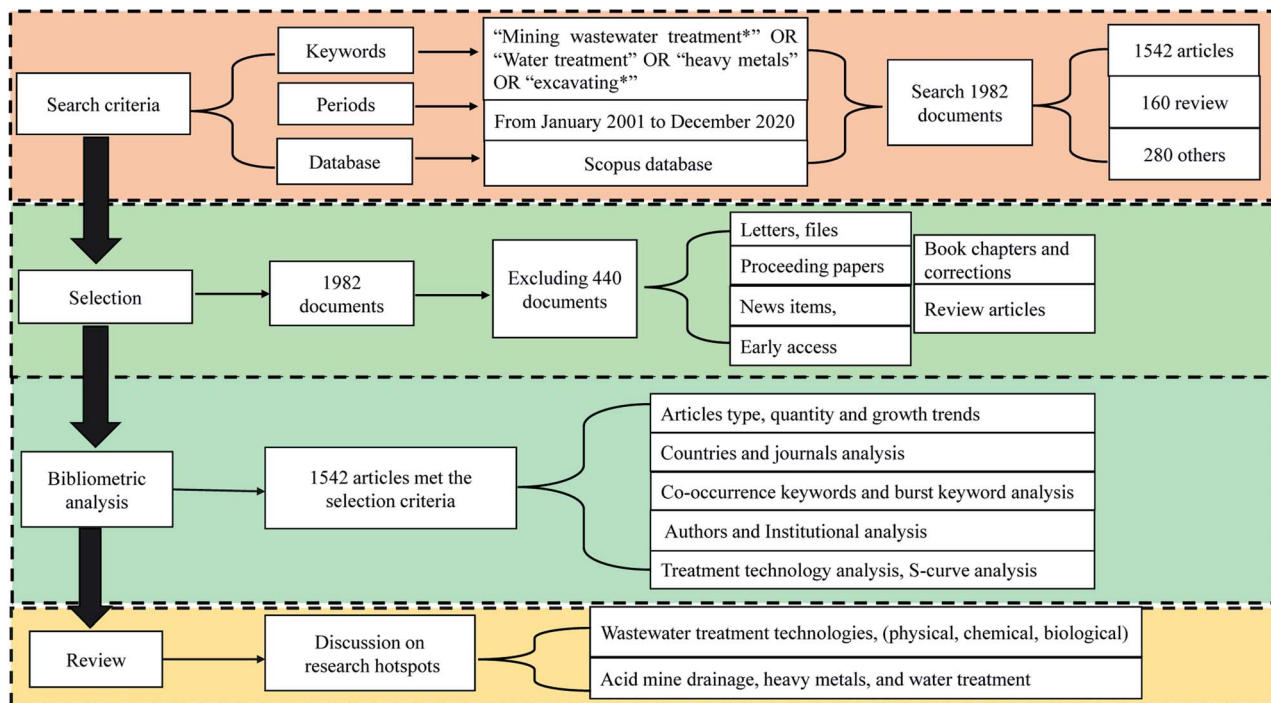 Search criteria
Keywords
Periods
Database
“Mining wastewater treatment*” OR
“Water treatment” OR “heavy metals”
OR “excavating*”
From January 2001 to December 2020
Scopus database
Search 1982
documents
1542 articles
160 review
280 others
Selection
1982
documents
Excluding 440
documents
Letters, files
Proceeding papers
News items,
Early access
Book chapters and
corrections
Review articles
Bibliometric
analysis
1542 articles met the
selection criteria
Articles type, quantity and growth trends
Countries and journals analysis
Co-occurrence keywords and burst keyword analysis
Authors and Institutional analysis
Treatment technology analysis, S-curve analysis
Review
Discussion on
research hotspots
Wastewater treatment technologies, (physical, chemical, biological)
Acid mine drainage, heavy metals, and water treatment